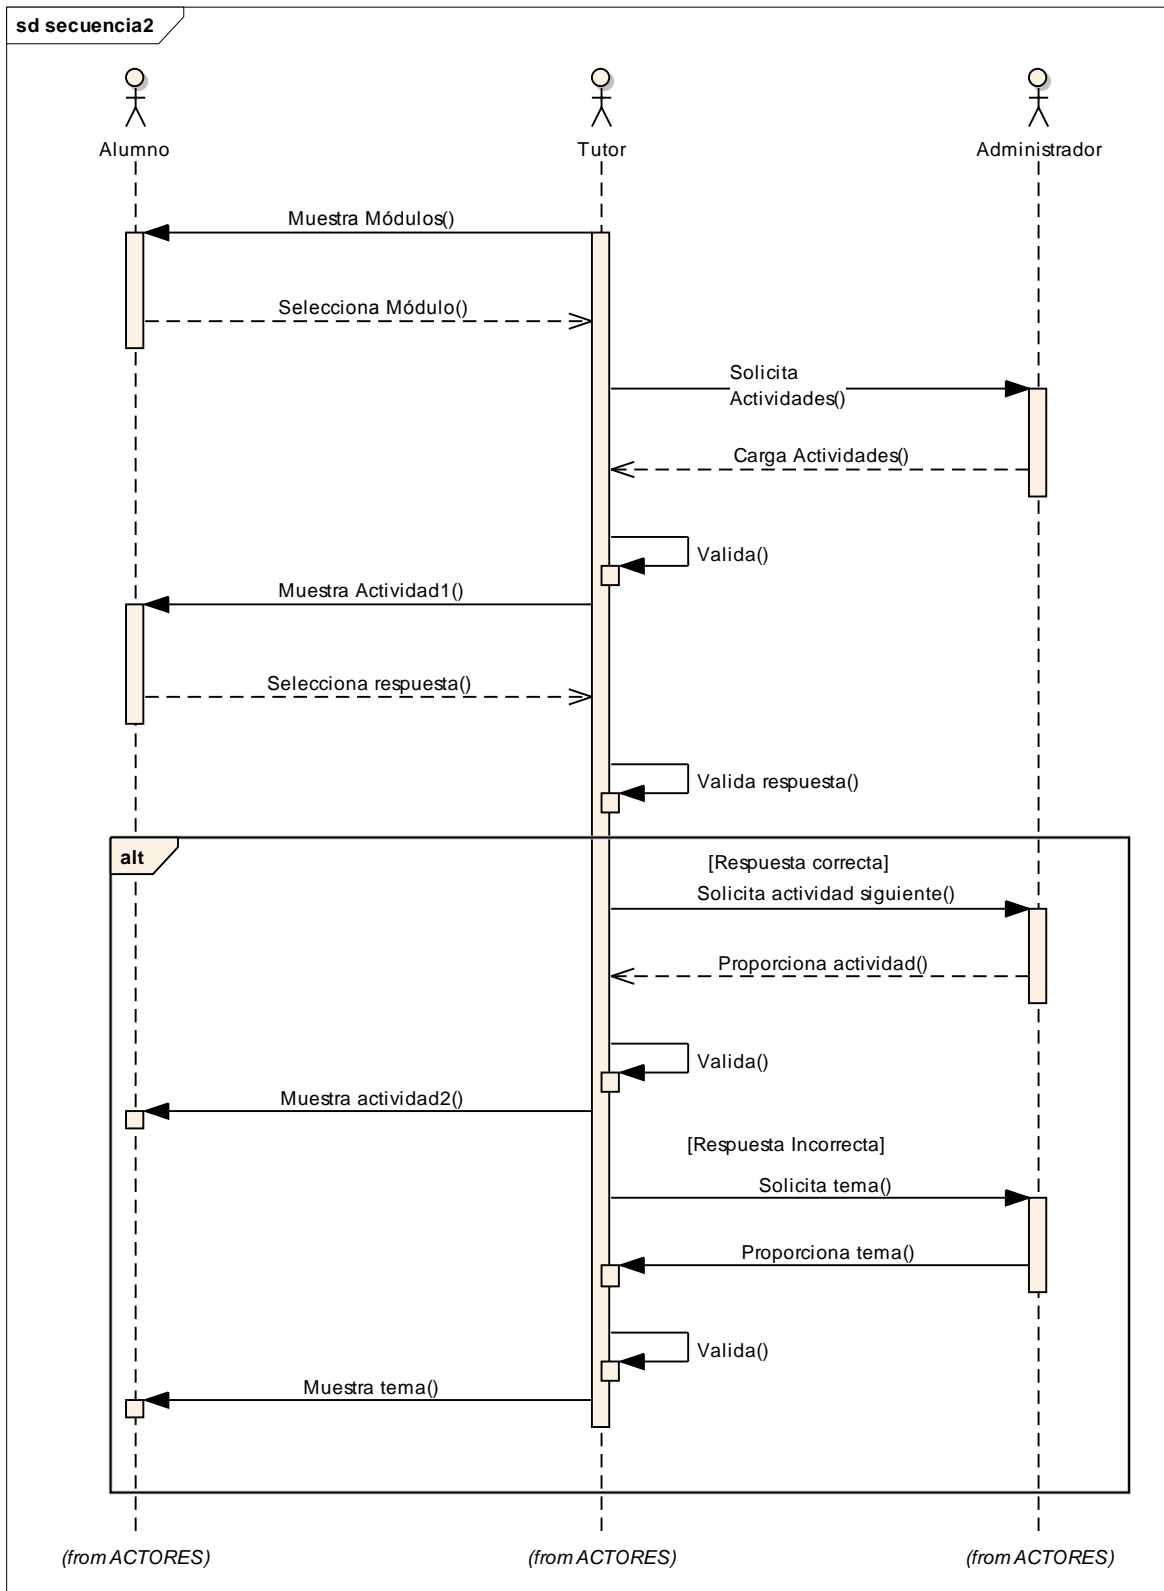 sd secuencia2
Alumno
Tutor
Administrador
Muestra Módulos()
Selecciona Módulo()
Solicita
Actividades()
Carga Actividades()
Valida()
Muestra Actividad1()
Selecciona respuesta()
Valida respuesta()
alt
[Respuesta correcta]
Solicita actividad siguiente()
Proporciona actividad()
Valida()
Muestra actividad2()
[Respuesta Incorrecta]
Solicita tema()
Proporciona tema()
Valida()
Muestra tema()
(from ACTORES)
(from ACTORES)
(from ACTORES)